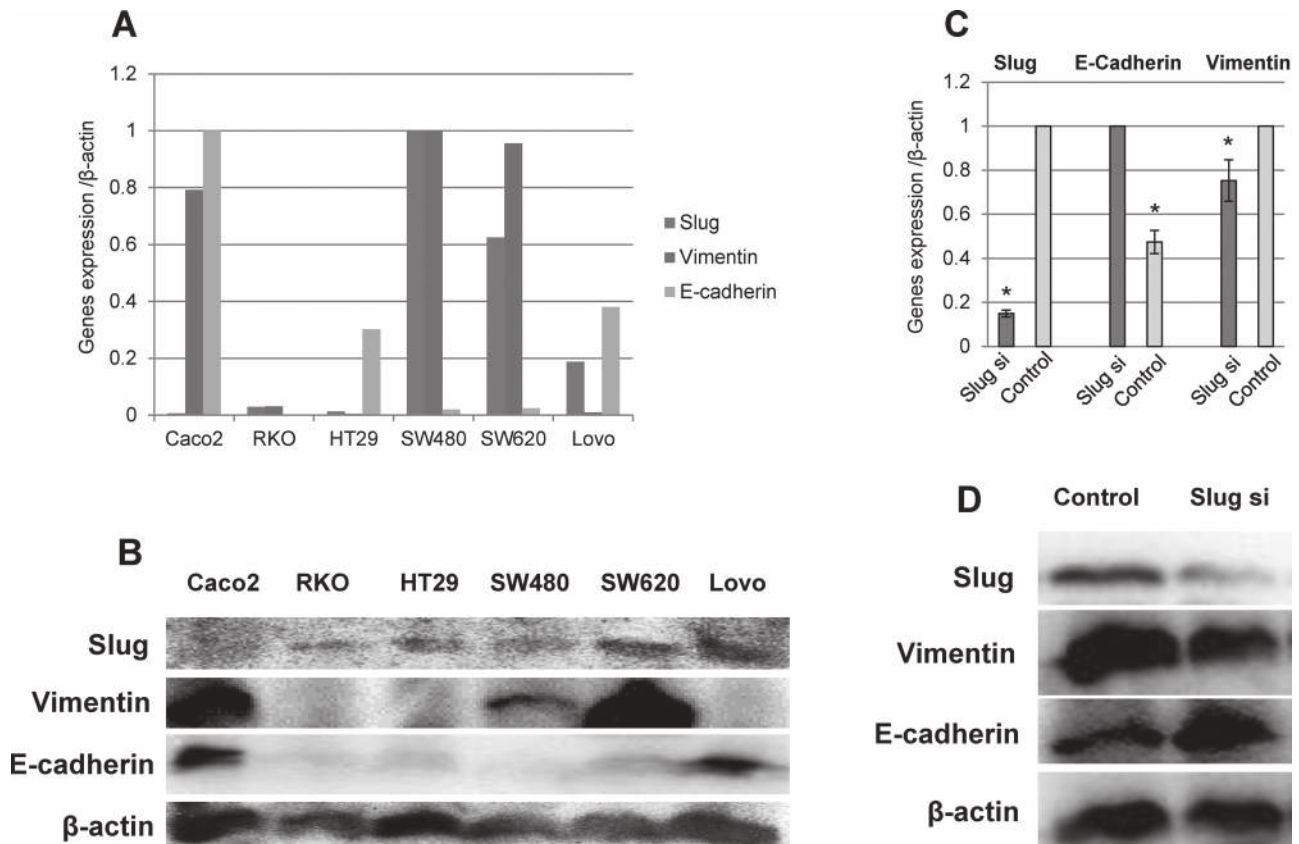 A
1.2
1
0.8
0.6
0.4
0.2
0
Genes expression /β-actin
Caco2 RKO HT29 SW480 SW620 Lovo
Slug
Vimentin
E-cadherin
B
Caco2 RKO HT29 SW480 SW620 Lovo
Slug
Vimentin
E-cadherin
β-actin
C
Slug E-Cadherin Vimentin
1.2
1
0.8
0.6
0.4
0.2
0
Genes expression /β-actin
* * *
Slug si Control Slug si Control Slug si Control
D
Control Slug si
Slug
Vimentin
E-cadherin
β-actin